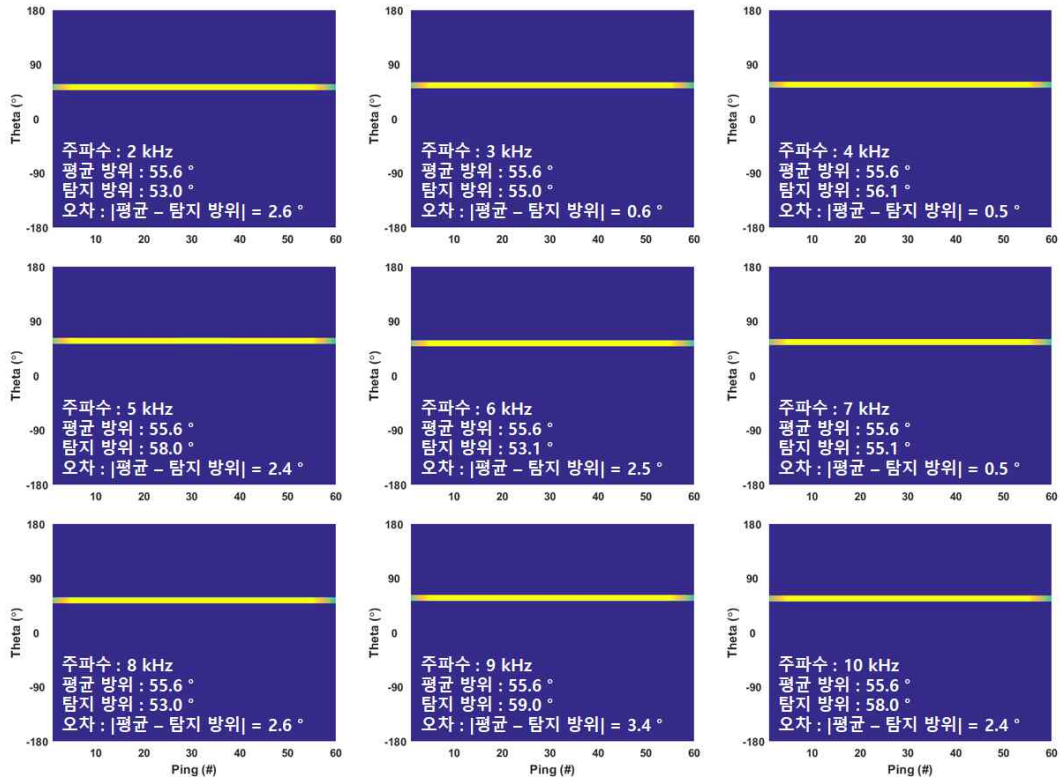 180
90
0
-90
-180
Theta (°)
주파수 : 2 kHz
평균 방위 : 55.6 °
탐지 방위 : 53.0 °
오차 : |평균 – 탐지 방위| = 2.6 °
10 20 30 40 50 60
180
90
0
-90
-180
Theta (°)
주파수 : 3 kHz
평균 방위 : 55.6 °
탐지 방위 : 55.0 °
오차 : |평균 – 탐지 방위| = 0.6 °
10 20 30 40 50 60
180
90
0
-90
-180
Theta (°)
주파수 : 4 kHz
평균 방위 : 55.6 °
탐지 방위 : 56.1 °
오차 : |평균 – 탐지 방위| = 0.5 °
10 20 30 40 50 60
180
90
0
-90
-180
Theta (°)
주파수 : 5 kHz
평균 방위 : 55.6 °
탐지 방위 : 58.0 °
오차 : |평균 – 탐지 방위| = 2.4 °
10 20 30 40 50 60
180
90
0
-90
-180
Theta (°)
주파수 : 6 kHz
평균 방위 : 55.6 °
탐지 방위 : 53.1 °
오차 : |평균 – 탐지 방위| = 2.5 °
10 20 30 40 50 60
180
90
0
-90
-180
Theta (°)
주파수 : 7 kHz
평균 방위 : 55.6 °
탐지 방위 : 55.1 °
오차 : |평균 – 탐지 방위| = 0.5 °
10 20 30 40 50 60
180
90
0
-90
-180
Theta (°)
주파수 : 8 kHz
평균 방위 : 55.6 °
탐지 방위 : 53.0 °
오차 : |평균 – 탐지 방위| = 2.6 °
10 20 30 40 50 60
Ping (#)
180
90
0
-90
-180
Theta (°)
주파수 : 9 kHz
평균 방위 : 55.6 °
탐지 방위 : 59.0 °
오차 : |평균 – 탐지 방위| = 3.4 °
10 20 30 40 50 60
Ping (#)
180
90
0
-90
-180
Theta (°)
주파수 : 10 kHz
평균 방위 : 55.6 °
탐지 방위 : 58.0 °
오차 : |평균 – 탐지 방위| = 2.4 °
10 20 30 40 50 60
Ping (#)